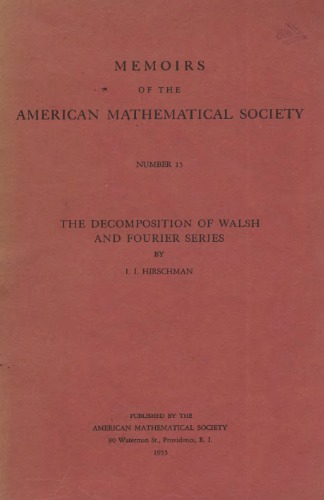 MEMOIRS
OF THE
AMERICAN MATHEMATICAL SOCIETY
NUMBER 15
THE DECOMPOSITION OF WALSH
AND FOURIER SERIES
BY
I. I. HIRSCHMAN
PUBLISHED BY THE
AMERICAN MATHEMATICAL SOCIETY
80 Waterman St., Providence, R. I.
1955